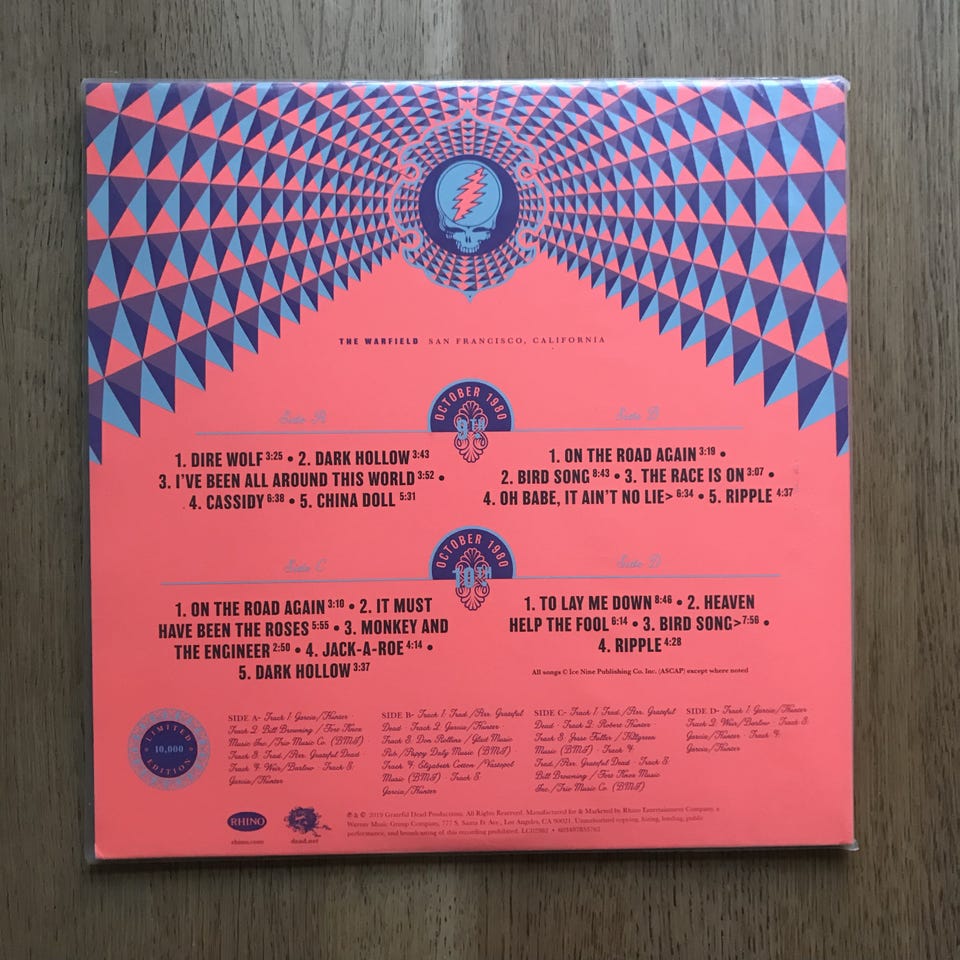 THE WARFIELD SAN FRANCISCO, CALIFORNIA
OCTOBER 1980
9TH
Side A
1. DIRE WOLF 3:25 • 2. DARK HOLLOW 3:43
3. I'VE BEEN ALL AROUND THIS WORLD 3:52 •
4. CASSIDY 6:38 • 5. CHINA DOLL 5:31
Side B
1. ON THE ROAD AGAIN 3:19 •
2. BIRD SONG 8:43 • 3. THE RACE IS ON 3:07 •
4. OH BABE, IT AIN'T NO LIE> 6:34 • 5. RIPPLE 4:37
OCTOBER 1980
10TH
Side C
1. ON THE ROAD AGAIN 3:10 • 2. IT MUST
HAVE BEEN THE ROSES 5:55 • 3. MONKEY AND
THE ENGINEER 2:50 • 4. JACK-A-ROE 4:14 •
5. DARK HOLLOW 3:37
Side D
1. TO LAY ME DOWN 8:46 • 2. HEAVEN
HELP THE FOOL 6:14 • 3. BIRD SONG> 7:56 •
4. RIPPLE 4:28
All songs © Ice Nine Publishing Co. Inc. (ASCAP) except where noted
LIMITED
10,000
EDITION
SIDE A- Track 1: Garcia/Hunter
Track 2: Bill Browning / Fort Knox
Music Inc./Trio Music Co. (BMI)
Track 3: Trad./Arr. Grateful Dead
Track 4: Weir/Barlow · Track 5:
Garcia/Hunter
SIDE B- Track 1: Trad./Arr. Grateful
Dead · Track 2: Garcia/Hunter
Track 3: Don Rollins / Glad Music
Pub./Pappy Daily Music (BMI)
Track 4: Elizabeth Cotten /Vastopol
Music (BMI) · Track 5:
Garcia/Hunter
SIDE C- Track 1: Trad./Arr. Grateful
Dead · Track 2: Robert Hunter
Track 3: Jesse Fuller / Hillgreen
Music (BMI) · Track 4:
Trad./Arr. Grateful Dead · Track 5:
Bill Browning / Fort Knox Music
Inc./Trio Music Co. (BMI)
SIDE D- Track 1: Garcia/Hunter
Track 2: Weir/Barlow · Track 3:
Garcia/Hunter · Track 4:
Garcia/Hunter
RHINO
rhino.com
dead.net
℗ & © 2019 Grateful Dead Productions. All Rights Reserved. Manufactured for & Marketed by Rhino Entertainment Company, a
Warner Music Group Company, 777 S. Santa Fe Ave., Los Angeles, CA 90021. Unauthorized copying, hiring, lending, public
performance, and broadcasting of this recording prohibited.